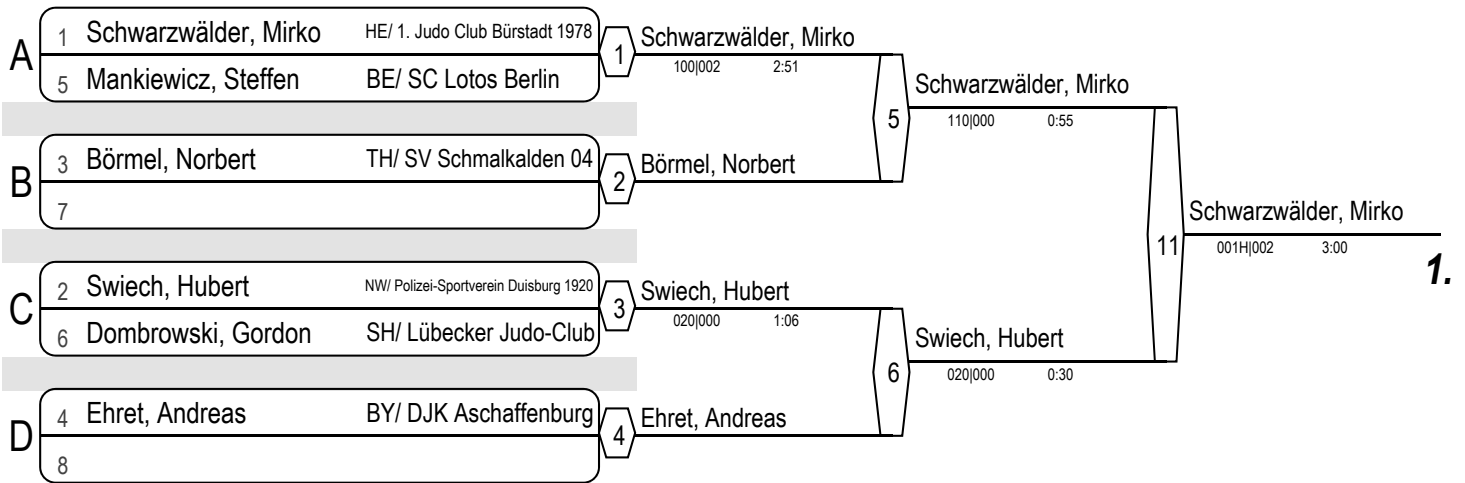 A
1 Schwarzwälder, Mirko HE/ 1. Judo Club Bürstadt 1978
5 Mankiewicz, Steffen BE/ SC Lotos Berlin
1
Schwarzwälder, Mirko
100|002 2:51
B
3 Börmel, Norbert TH/ SV Schmalkalden 04
7
2
Börmel, Norbert
5
Schwarzwälder, Mirko
110|000 0:55
C
2 Swiech, Hubert NW/ Polizei-Sportverein Duisburg 1920
6 Dombrowski, Gordon SH/ Lübecker Judo-Club
3
Swiech, Hubert
020|000 1:06
D
4 Ehret, Andreas BY/ DJK Aschaffenburg
8
4
Ehret, Andreas
6
Swiech, Hubert
020|000 0:30
11
Schwarzwälder, Mirko
001H|002 3:00
1.